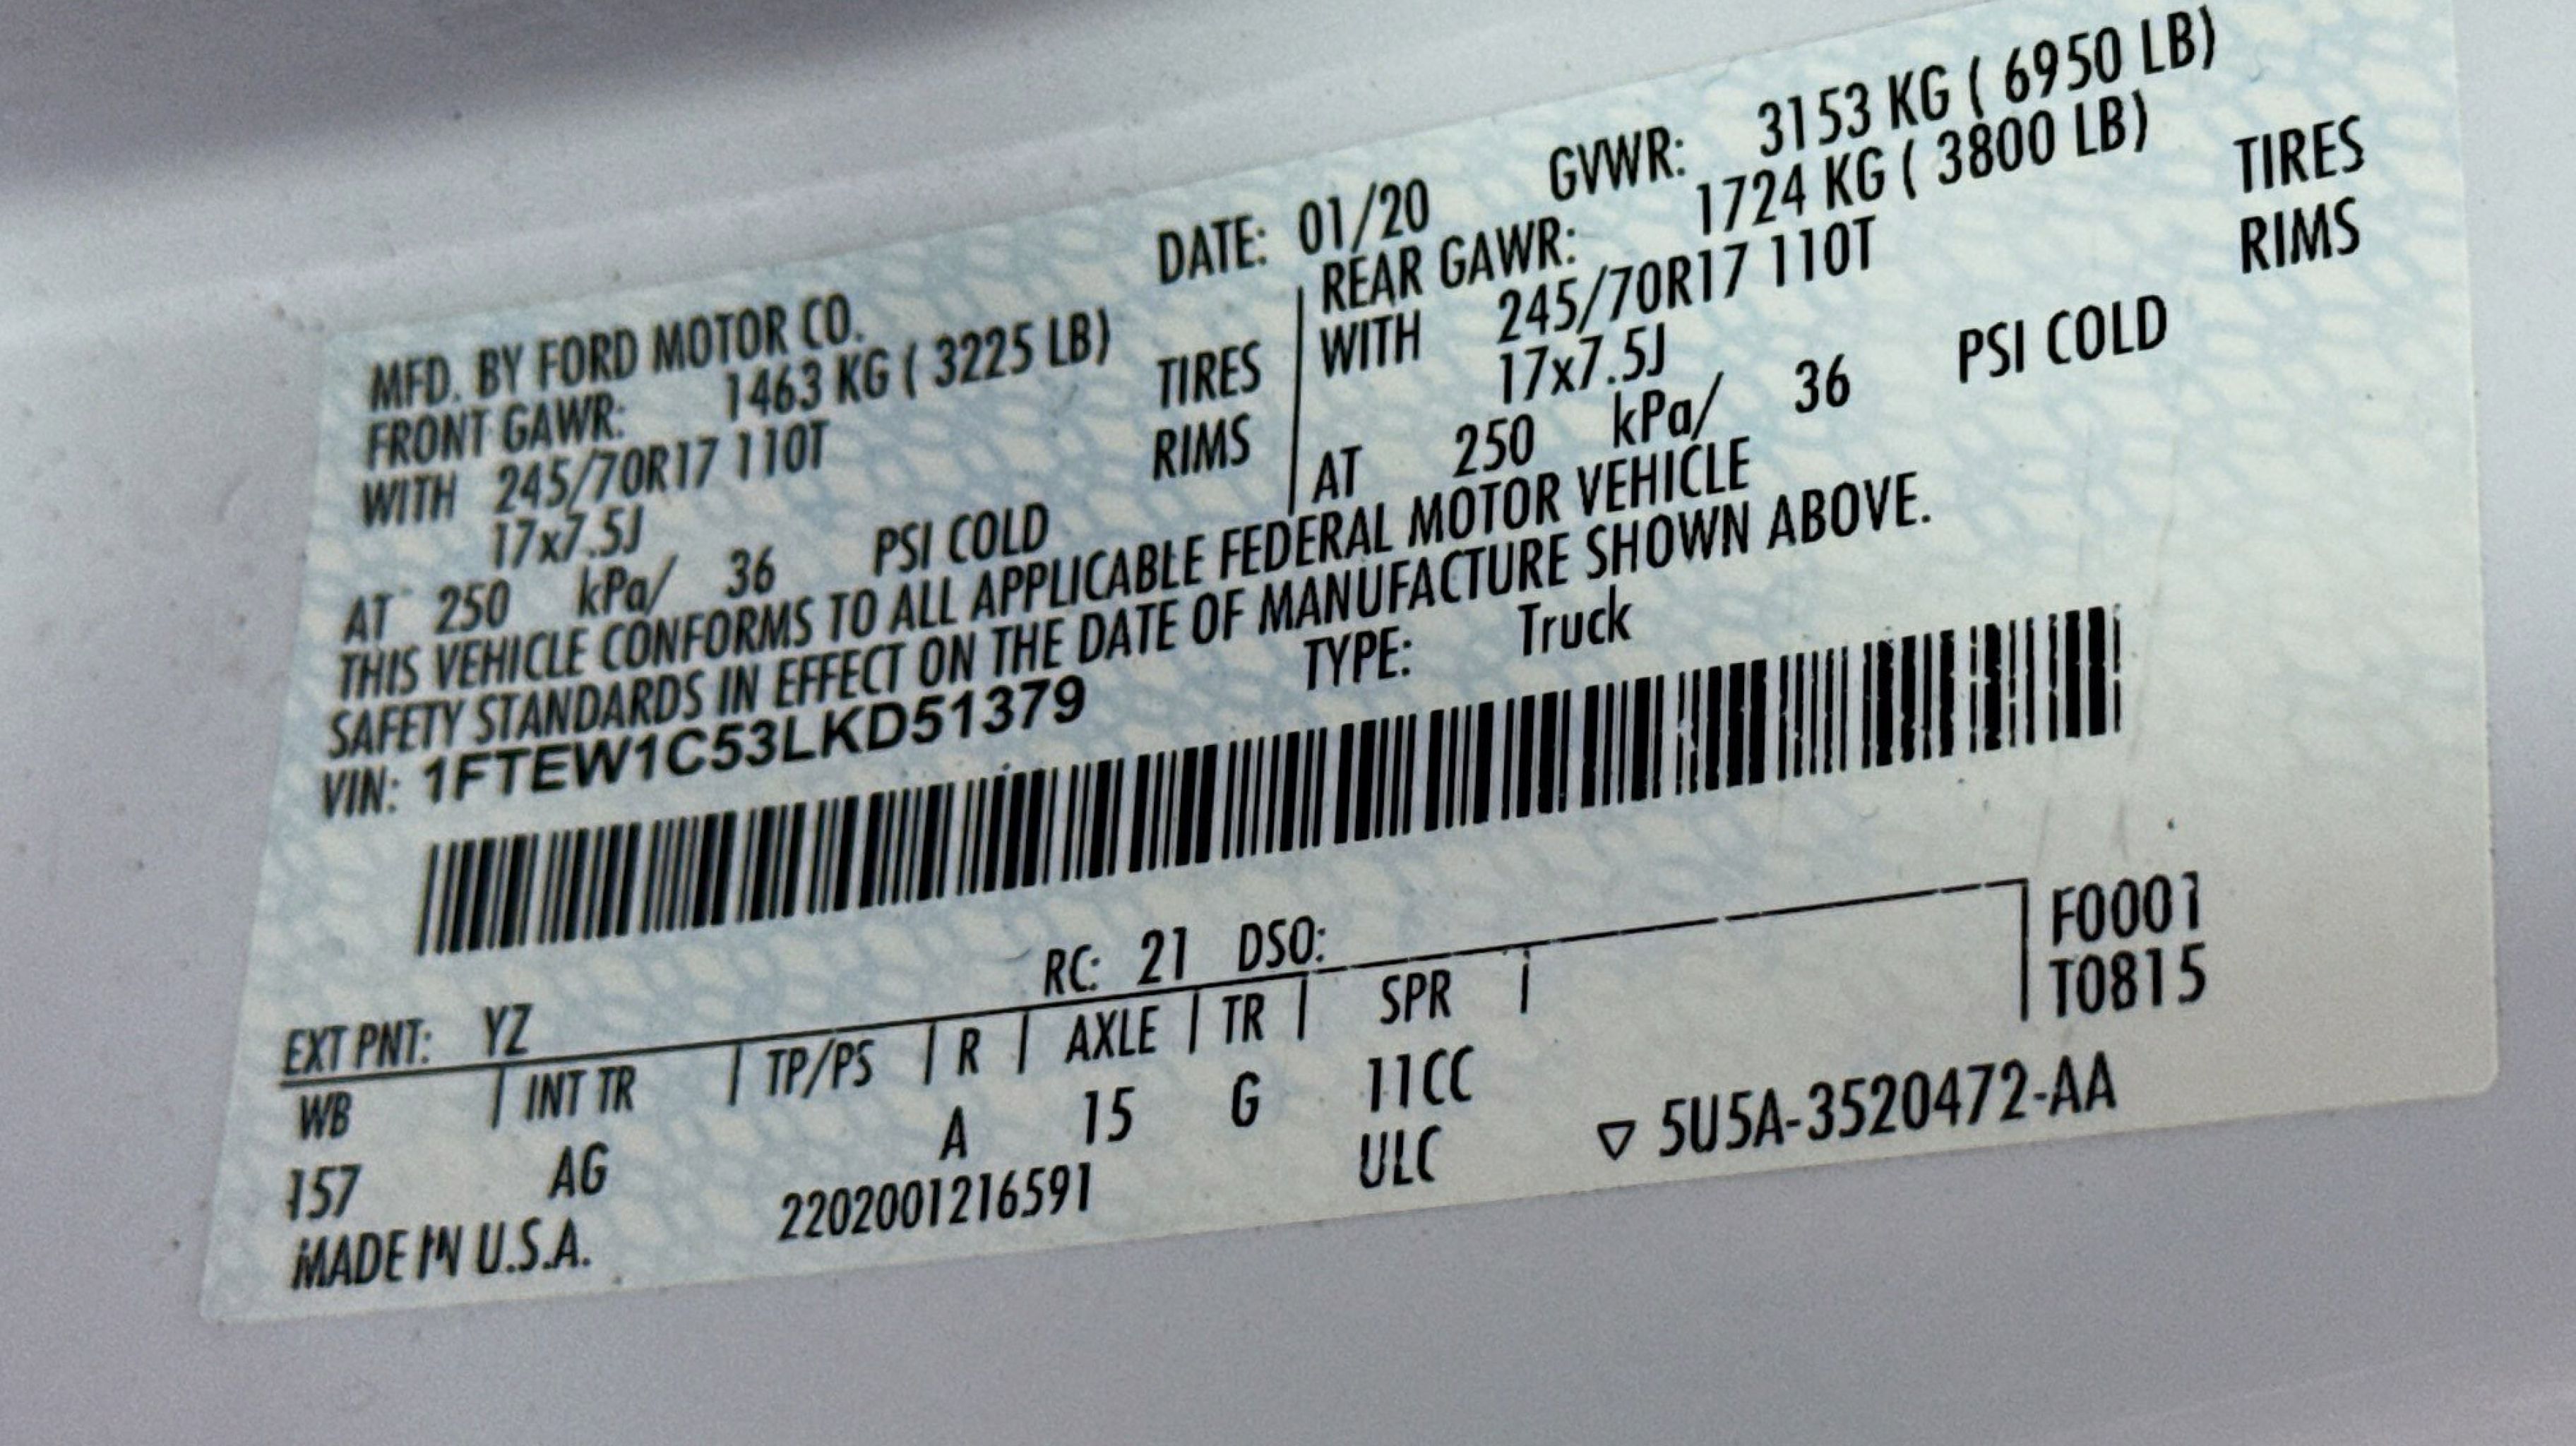 MFD. BY FORD MOTOR CO. DATE: 01/20 GVWR: 3153 KG ( 6950 LB)
FRONT GAWR: 1463 KG ( 3225 LB) REAR GAWR: 1724 KG ( 3800 LB)
WITH 245/70R17 110T TIRES WITH 245/70R17 110T TIRES
17x7.5J RIMS 17x7.5J RIMS
AT 250 kPa/ 36 PSI COLD AT 250 kPa/ 36 PSI COLD
THIS VEHICLE CONFORMS TO ALL APPLICABLE FEDERAL MOTOR VEHICLE
SAFETY STANDARDS IN EFFECT ON THE DATE OF MANUFACTURE SHOWN ABOVE.
VIN: 1FTEW1C53LKD51379 TYPE: Truck
EXT PNT: YZ RC: 21 DSO: F0001
WB INT TR TP/PS R AXLE TR SPR T0815
157 AG A 15 G 11CC
MADE IN U.S.A. 2202001216591 ULC ▽ 5U5A-3520472-AA